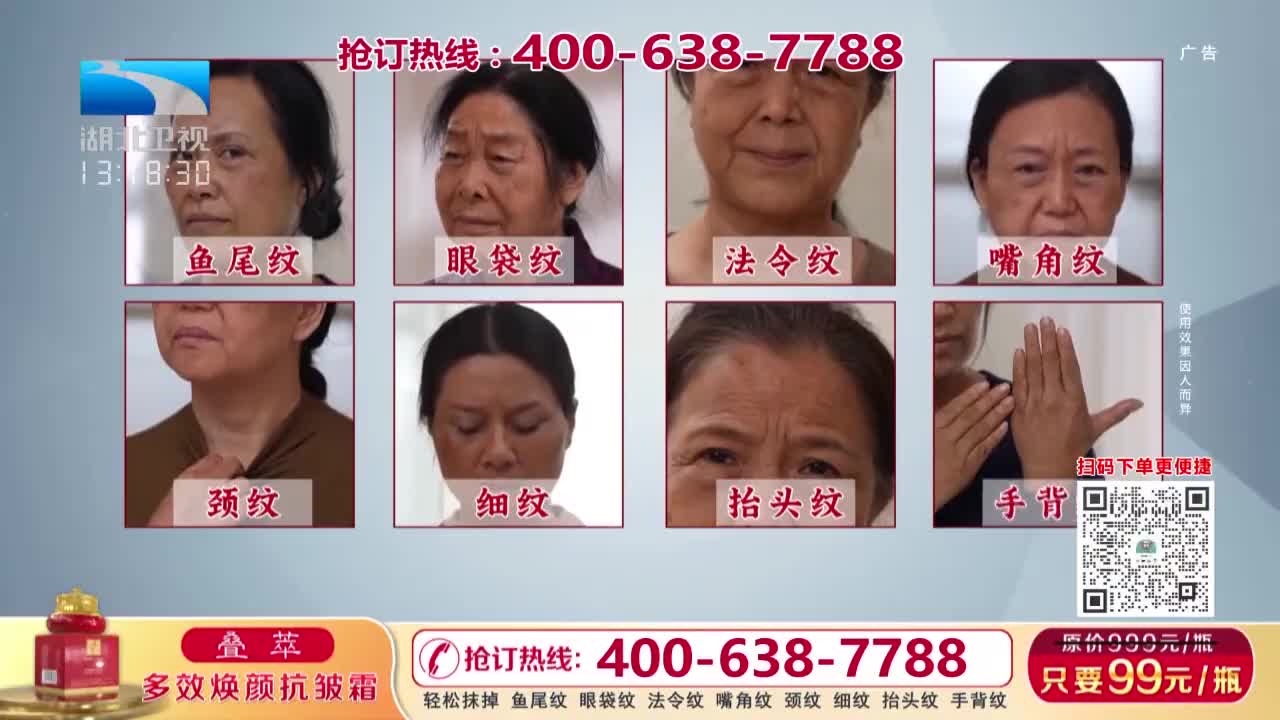 抢订热线：400-638-7788
广告
湖北卫视
13:18:30
鱼尾纹
眼袋纹
法令纹
嘴角纹
使用效果因人而异
颈纹
细纹
抬头纹
手背
扫码下单更便捷
叠萃
多效焕颜抗皱霜
抢订热线: 400-638-7788
轻松抹掉 鱼尾纹 眼袋纹 法令纹 嘴角纹 颈纹 细纹 抬头纹 手背纹
原价999元/瓶
只要99元/瓶